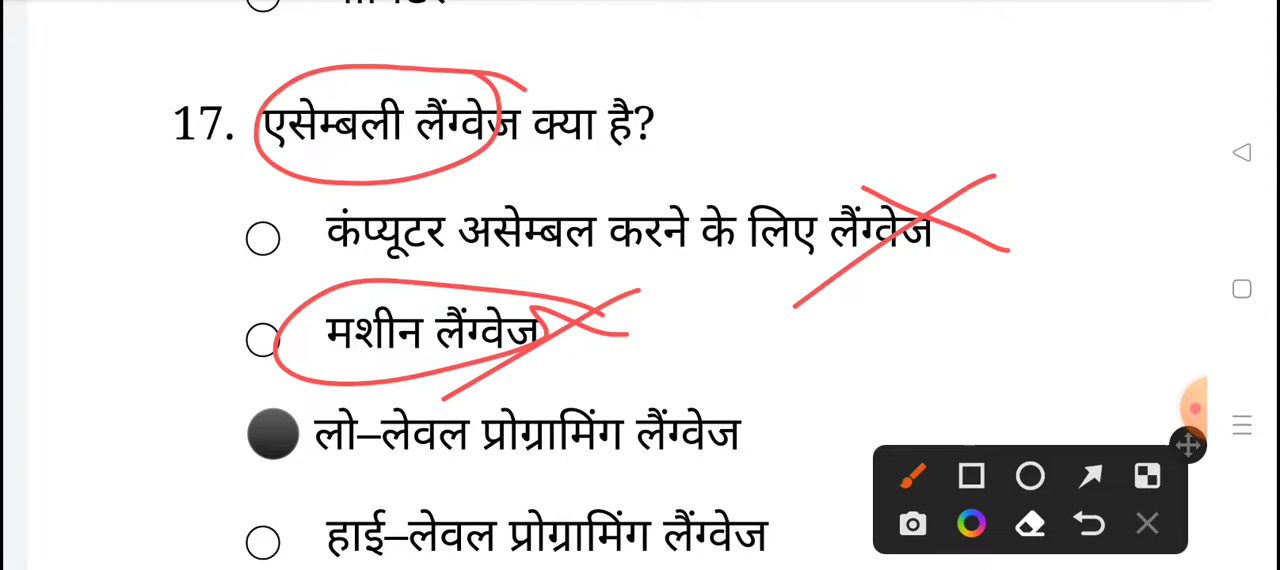 17. एसेम्बली लैंग्वेज क्या है?
कंप्यूटर असेम्बल करने के लिए लैंग्वेज
मशीन लैंग्वेज
लो–लेवल प्रोग्रामिंग लैंग्वेज
हाई–लेवल प्रोग्रामिंग लैंग्वेज